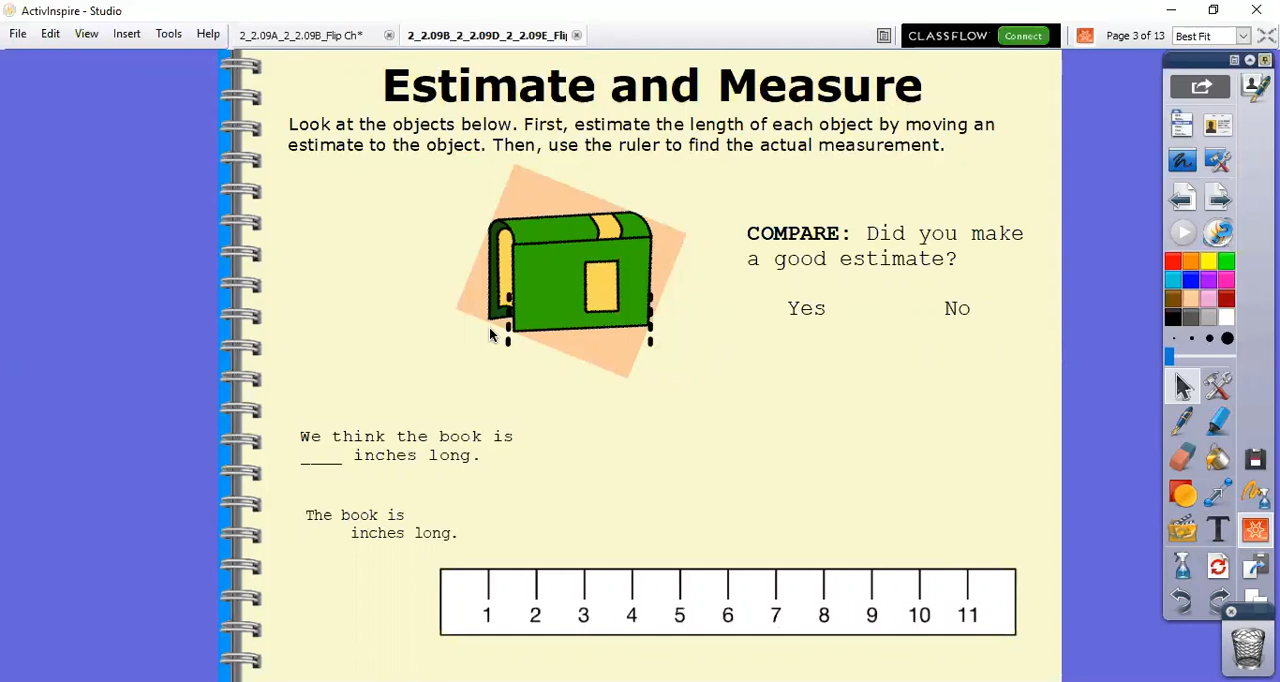 ActivInspire - Studio
File Edit View Insert Tools Help
2_2.09A_2_2.09B_Flip Ch*
2_2.09B_2_2.09D_2_2.09E_Flip
CLASSFLOW Connect
Page 3 of 13
Best Fit
Estimate and Measure
Look at the objects below. First, estimate the length of each object by moving an
estimate to the object. Then, use the ruler to find the actual measurement.
COMPARE: Did you make
a good estimate?
Yes No
We think the book is
____ inches long.
The book is
inches long.
1 2 3 4 5 6 7 8 9 10 11